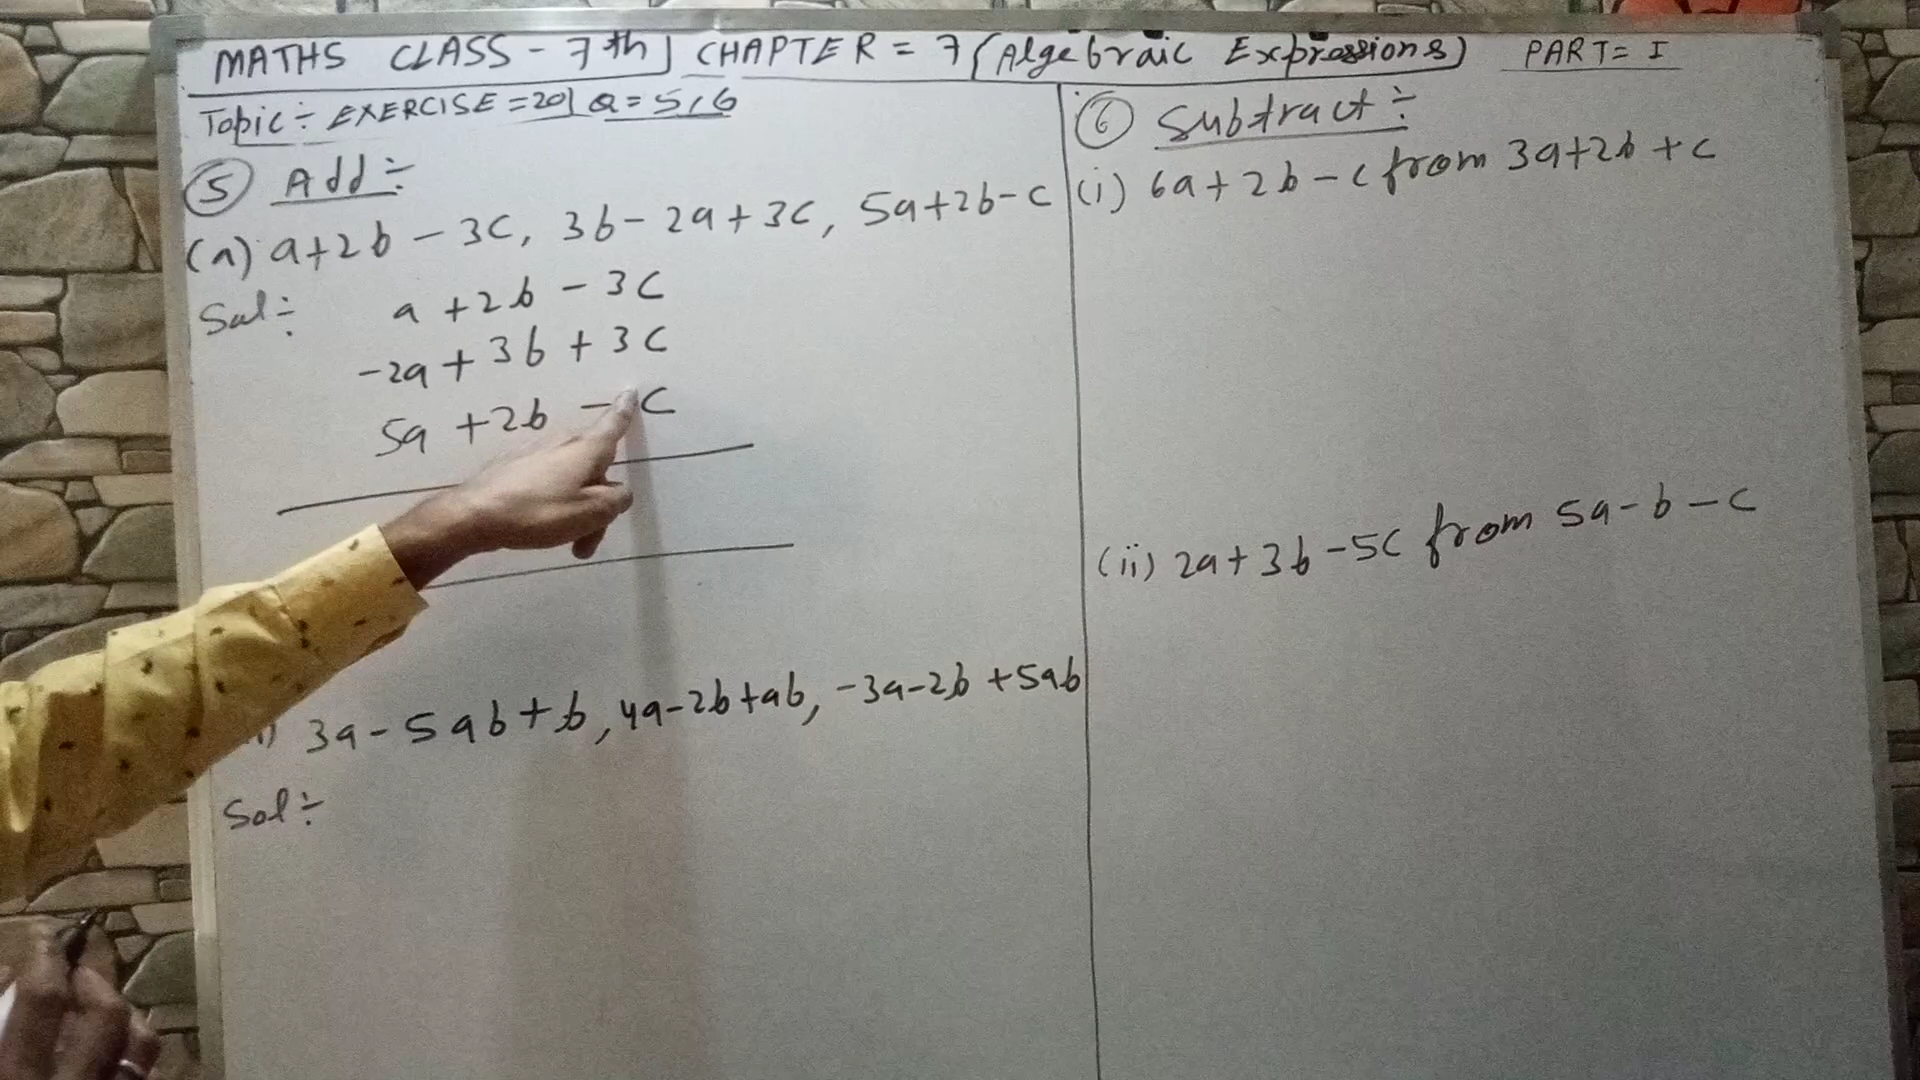 MATHS CLASS - 7th CHAPTER = 7 (Algebraic Expressions) PART = I
Topic ÷ EXERCISE = 20 Q = 5, 6
(5) Add ÷
(a) a+2b - 3c, 3b - 2a + 3c, 5a+2b-c
Sol ÷ a + 2b - 3c
-2a + 3b + 3c
5a + 2b - c
3a - 5ab + b, 4a-2b+ab, -3a-2b+5ab
Sol ÷
(6) Subtract ÷
(i) 6a + 2b - c from 3a+2b + c
(ii) 2a + 3b - 5c from 5a - b - c